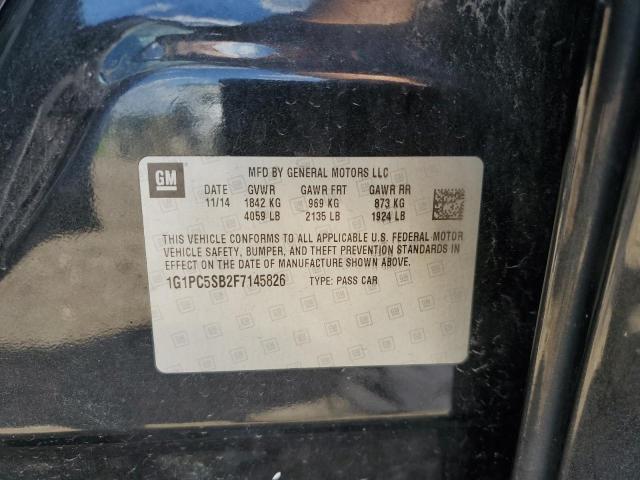 GM
MFD BY GENERAL MOTORS LLC
DATE GVWR GAWR FRT GAWR RR
11/14 1842 KG 969 KG 873 KG
4059 LB 2135 LB 1924 LB
THIS VEHICLE CONFORMS TO ALL APPLICABLE U.S. FEDERAL MOTOR
VEHICLE SAFETY, BUMPER, AND THEFT PREVENTION STANDARDS IN
EFFECT ON THE DATE OF MANUFACTURE SHOWN ABOVE.
1G1PC5SB2F7145826 TYPE: PASS CAR